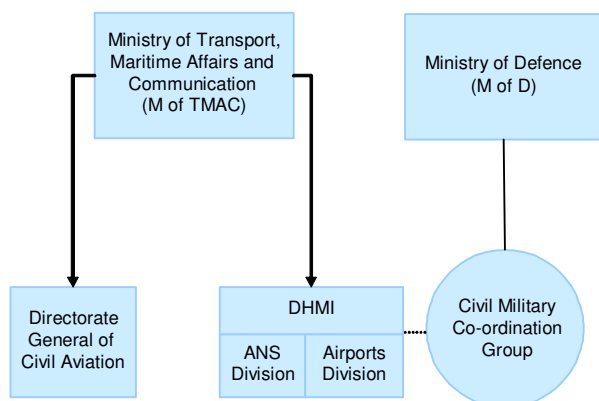 Ministry of Transport,
Maritime Affairs and
Communication
(M of TMAC)
Ministry of Defence
(M of D)
Directorate
General of
Civil Aviation
DHMI
ANS
Division
Airports
Division
Civil Military
Co-ordination
Group